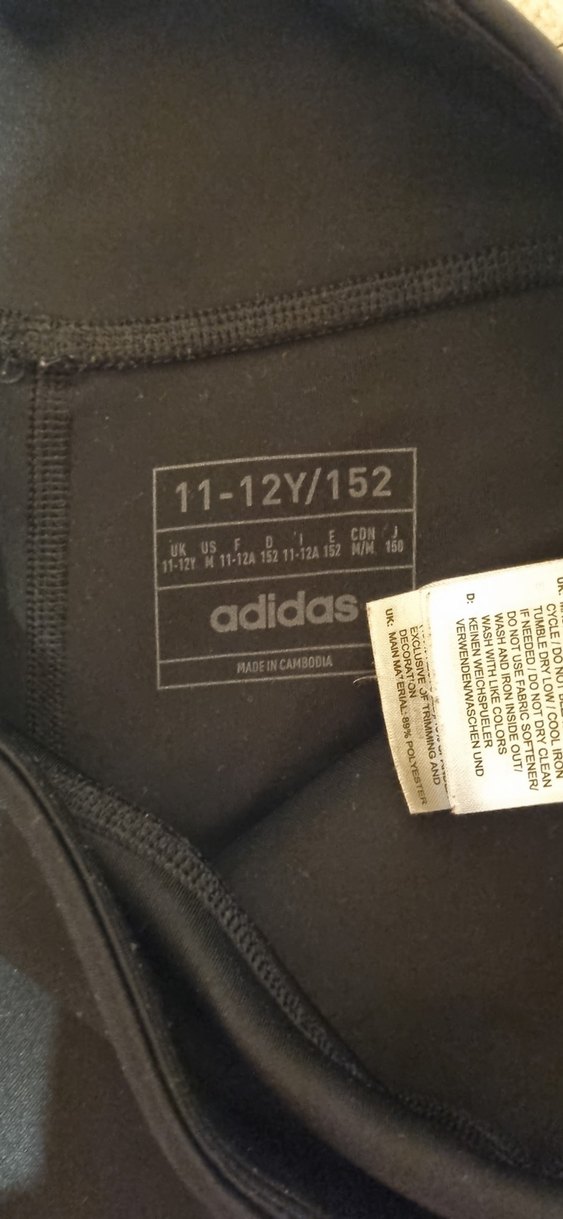 11-12Y/152
UK US F D I E CDN J
11-12Y M 11-12A 152 11-12A 152 M/M 150
adidas
MADE IN CAMBODIA
UK: MAIN MATERIAL: 89% POLYESTER
DECORATION
EXCLUSIVE OF TRIMMING AND
D: KEINEN WEICHSPUELER
VERWENDEN/WASCHEN UND
UK:
CYCLE / DO NOT
TUMBLE DRY LOW / COOL IRON
IF NEEDED / DO NOT DRY CLEAN
DO NOT USE FABRIC SOFTENER/
WASH AND IRON INSIDE OUT/
WASH WITH LIKE COLORS